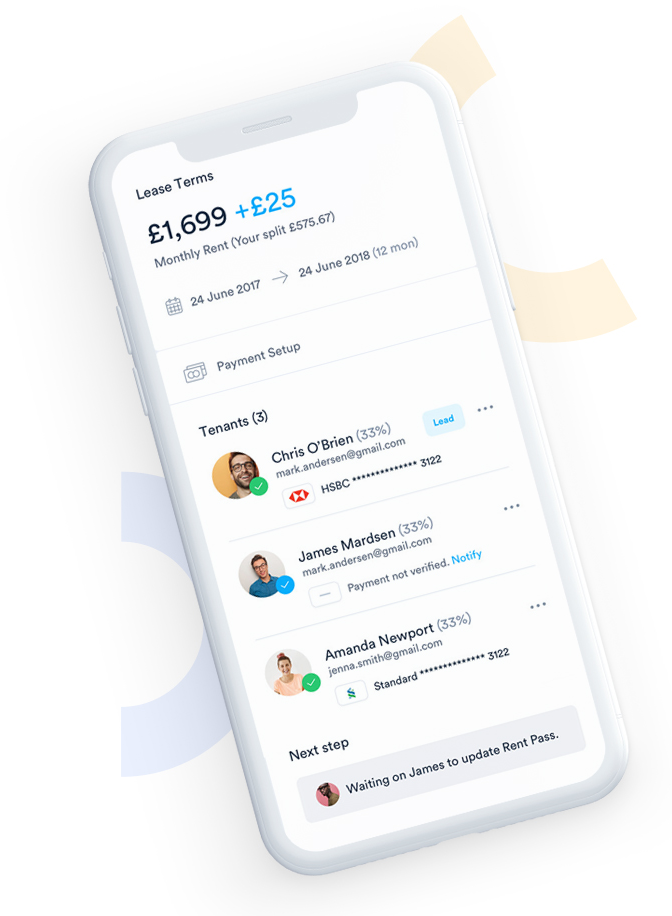 Lease Terms
£1,699 +£25
Monthly Rent (Your split £575.67)
24 June 2017 → 24 June 2018 (12 mon)
Payment Setup
Tenants (3)
Chris O'Brien (33%) Lead
mark.andersen@gmail.com
HSBC ************** 3122
James Mardsen (33%)
mark.andersen@gmail.com
Payment not verified. Notify
Amanda Newport (33%)
jenna.smith@gmail.com
Standard ************** 3122
Next step
Waiting on James to update Rent Pass.